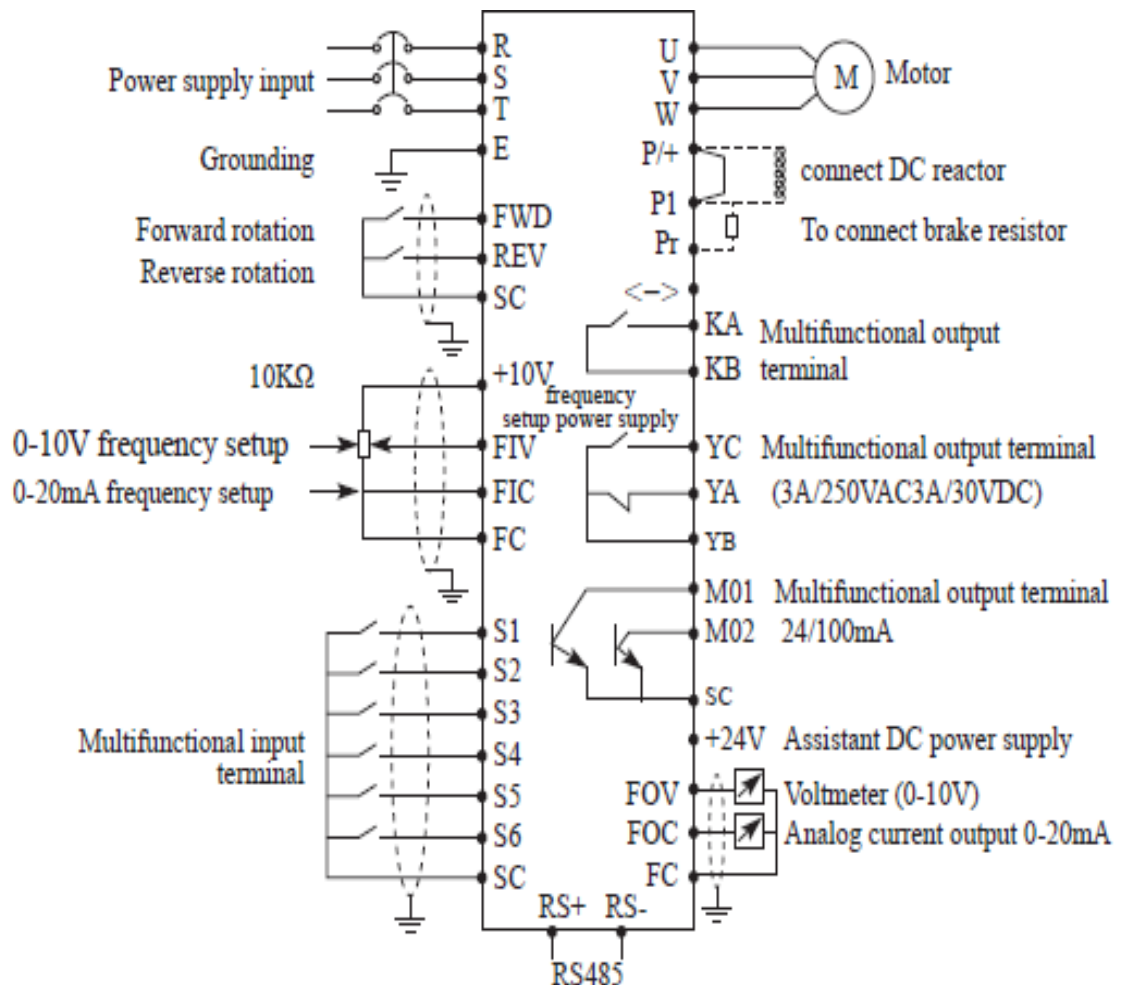 Power supply input
R
S
T
Grounding
E
Forward rotation
FWD
Reverse rotation
REV
SC
10KΩ
+10V
frequency
setup power supply
0-10V frequency setup
FIV
0-20mA frequency setup
FIC
FC
Multifunctional input
terminal
S1
S2
S3
S4
S5
S6
SC
U
V
W
M
Motor
P/+
connect DC reactor
P1
To connect brake resistor
Pr
<->
KA
Multifunctional output
KB
terminal
YC
Multifunctional output terminal
YA
(3A/250VAC3A/30VDC)
YB
M01
Multifunctional output terminal
M02
24/100mA
SC
+24V
Assistant DC power supply
FOV
Voltmeter (0-10V)
FOC
Analog current output 0-20mA
FC
RS+
RS-
RS485